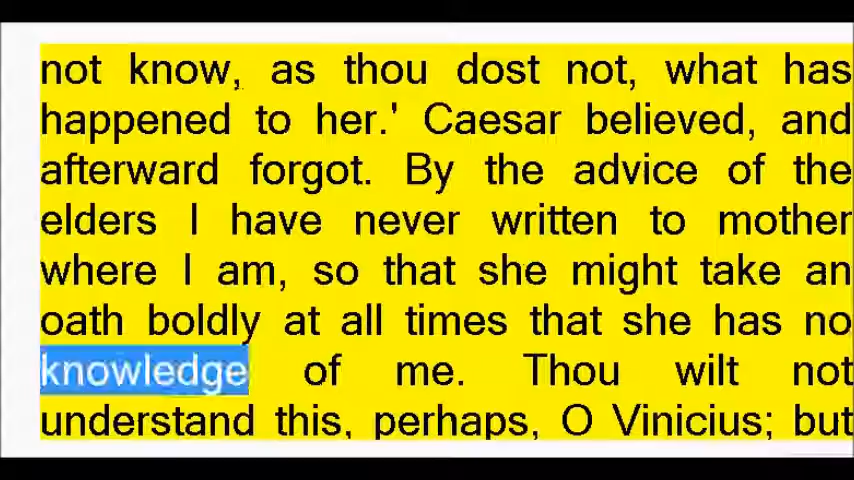 not know, as thou dost not, what has
happened to her.' Caesar believed, and
afterward forgot. By the advice of the
elders I have never written to mother
where I am, so that she might take an
oath boldly at all times that she has no
knowledge of me. Thou wilt not
understand this, perhaps, O Vinicius; but